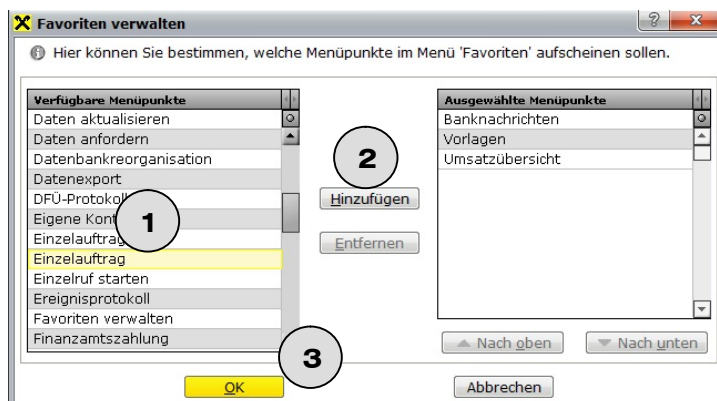 Favoriten verwalten
Hier können Sie bestimmen, welche Menüpunkte im Menü 'Favoriten' aufscheinen sollen.
Verfügbare Menüpunkte
Daten aktualisieren
Daten anfordern
Datenbankreorganisation
Datenexport
DFÜ-Protokol
Eigene Kont
Einzelauftrag
Einzelauftrag
Einzelruf starten
Ereignisprotokoll
Favoriten verwalten
Finanzamtszahlung
1
2
Hinzufügen
Entfernen
Ausgewählte Menüpunkte
Banknachrichten
Vorlagen
Umsatzübersicht
Nach oben
Nach unten
3
OK
Abbrechen